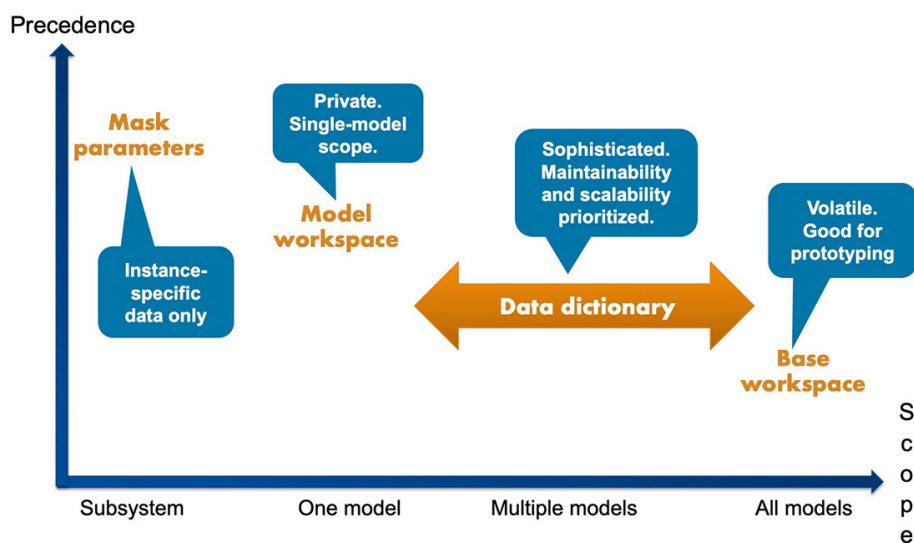 Precedence
Mask
parameters
Instance-
specific
data only
Private.
Single-model
scope.
Model
workspace
Sophisticated.
Maintainability
and scalability
prioritized.
Data dictionary
Volatile.
Good for
prototyping
Base
workspace
Subsystem
One model
Multiple models
All models
S
c
o
p
e